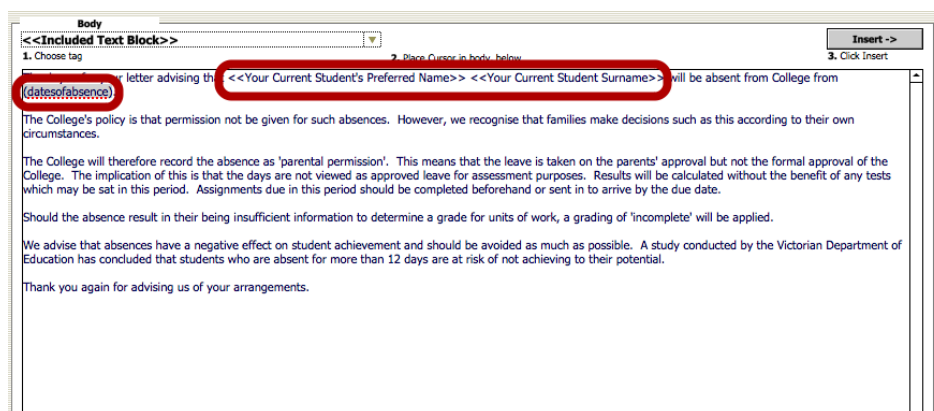 Body
<<Included Text Block>>
Insert ->
1. Choose tag
2. Place Cursor in body, below
3. Click Insert
letter advising <<Your Current Student's Preferred Name>> <<Your Current Student Surname>> will be absent from College from
(datesofabsence).
The College's policy is that permission not be given for such absences. However, we recognise that families make decisions such as this according to their own
circumstances.
The College will therefore record the absence as 'parental permission'. This means that the leave is taken on the parents' approval but not the formal approval of the
College. The implication of this is that the days are not viewed as approved leave for assessment purposes. Results will be calculated without the benefit of any tests
which may be sat in this period. Assignments due in this period should be completed beforehand or sent in to arrive by the due date.
Should the absence result in their being insufficient information to determine a grade for units of work, a grading of 'incomplete' will be applied.
We advise that absences have a negative effect on student achievement and should be avoided as much as possible. A study conducted by the Victorian Department of
Education has concluded that students who are absent for more than 12 days are at risk of not achieving to their potential.
Thank you again for advising us of your arrangements.